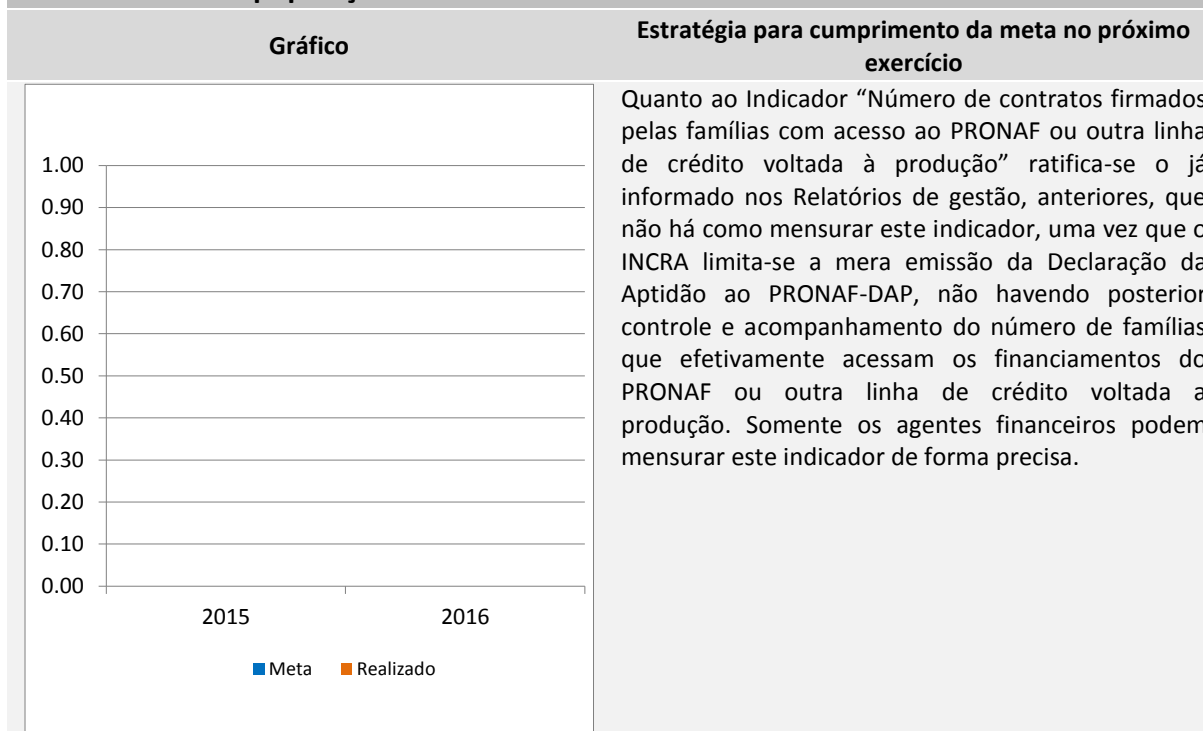 Gráfico
Estratégia para cumprimento da meta no próximo
exercício
1.00
0.90
0.80
0.70
0.60
0.50
0.40
0.30
0.20
0.10
0.00
2015 2016
Meta Realizado
Quanto ao Indicador “Número de contratos firmados
pelas famílias com acesso ao PRONAF ou outra linha
de crédito voltada à produção” ratifica-se o já
informado nos Relatórios de gestão, anteriores, que
não há como mensurar este indicador, uma vez que o
INCRA limita-se a mera emissão da Declaração da
Aptidão ao PRONAF-DAP, não havendo posterior
controle e acompanhamento do número de famílias
que efetivamente acessam os financiamentos do
PRONAF ou outra linha de crédito voltada a
produção. Somente os agentes financeiros podem
mensurar este indicador de forma precisa.